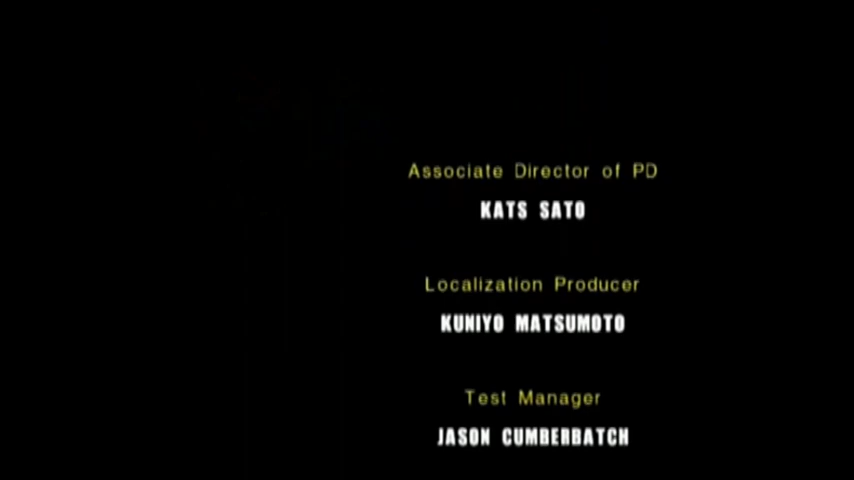 Associate Director of PD
KATS SATO
Localization Producer
KUNIYO MATSUMOTO
Test Manager
JASON CUMBERBATCH